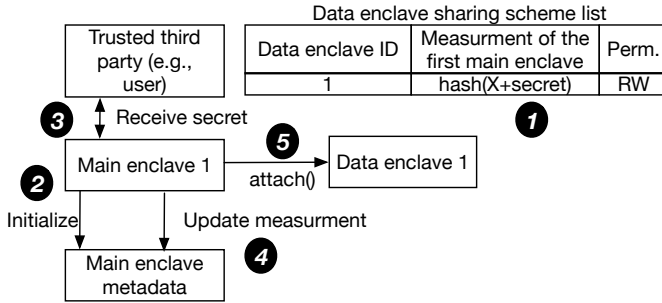 Data enclave sharing scheme list
Trusted third
party (e.g.,
user)
Data enclave ID
Measurment of the
first main enclave
Perm.
1
hash(X+secret)
RW
1
3
Receive secret
Main enclave 1
5
attach()
Data enclave 1
2
Initialize
Update measurment
4
Main enclave
metadata